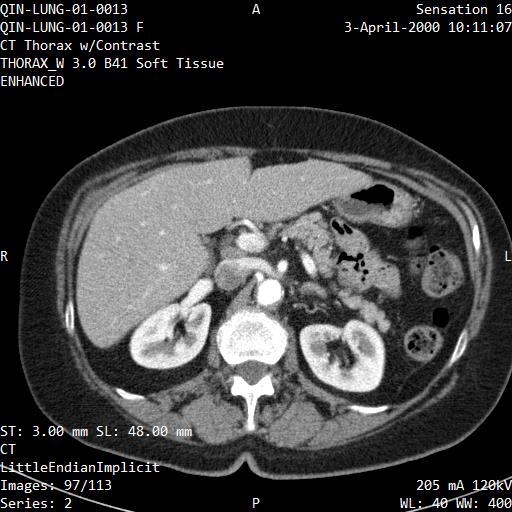 QIN-LUNG-01-0013
QIN-LUNG-01-0013 F
CT Thorax w/Contrast
THORAX_W 3.0 B41 Soft Tissue
ENHANCED
A
Sensation 16
3-April-2000 10:11:07
R
L
ST: 3.00 mm SL: 48.00 mm
CT
LittleEndianImplicit
Images: 97/113
Series: 2
P
205 mA 120kV
WL: 40 WW: 400